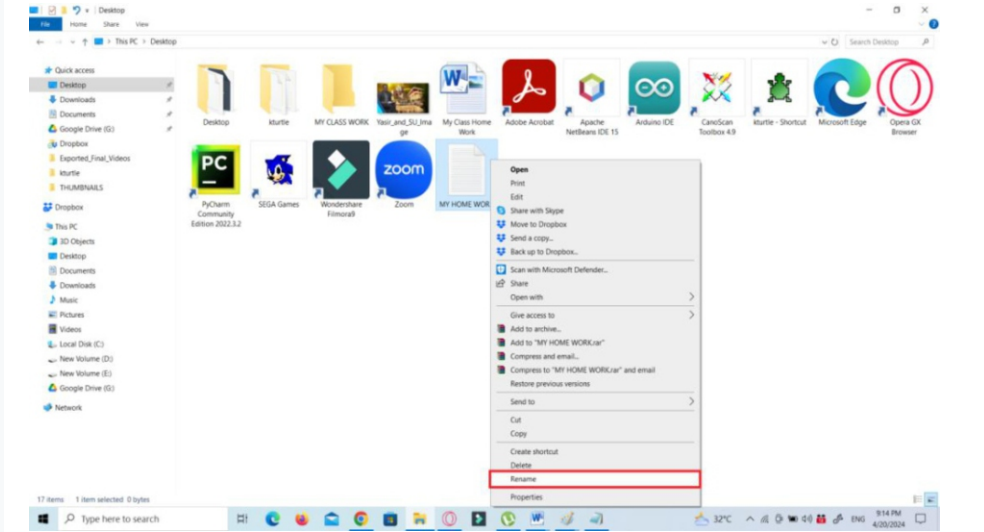 Desktop
File Home Share View
This PC > Desktop
Search Desktop
Quick access
Desktop
Downloads
Documents
Google Drive (G:)
Dropbox
Exported_Final_Videos
kturtle
THUMBNAILS
Dropbox
This PC
3D Objects
Desktop
Documents
Downloads
Music
Pictures
Videos
Local Disk (C:)
New Volume (D:)
New Volume (E:)
Google Drive (G:)
Network
Desktop
kturtle
MY CLASS WORK
Yasir_and_SU_Ima
ge
My Class Home
Work
Adobe Acrobat
Apache
NetBeans IDE 15
Arduino IDE
CanoScan
Toolbox 4.9
kturtle - Shortcut
Microsoft Edge
Opera GX
Browser
PC
PyCharm
Community
Edition 2022.3.2
SEGA Games
Wondershare
Filmora9
zoom
Zoom
MY HOME WOR
Open
Print
Edit
Share with Skype
Move to Dropbox
Send a copy...
Back up to Dropbox...
Scan with Microsoft Defender...
Share
Open with
Give access to
Add to archive...
Add to "MY HOME WORK.rar"
Compress and email...
Compress to "MY HOME WORK.rar" and email
Restore previous versions
Send to
Cut
Copy
Create shortcut
Delete
Rename
Properties
17 items 1 item selected 0 bytes
Type here to search
32°C
ENG
9:14 PM
4/20/2024